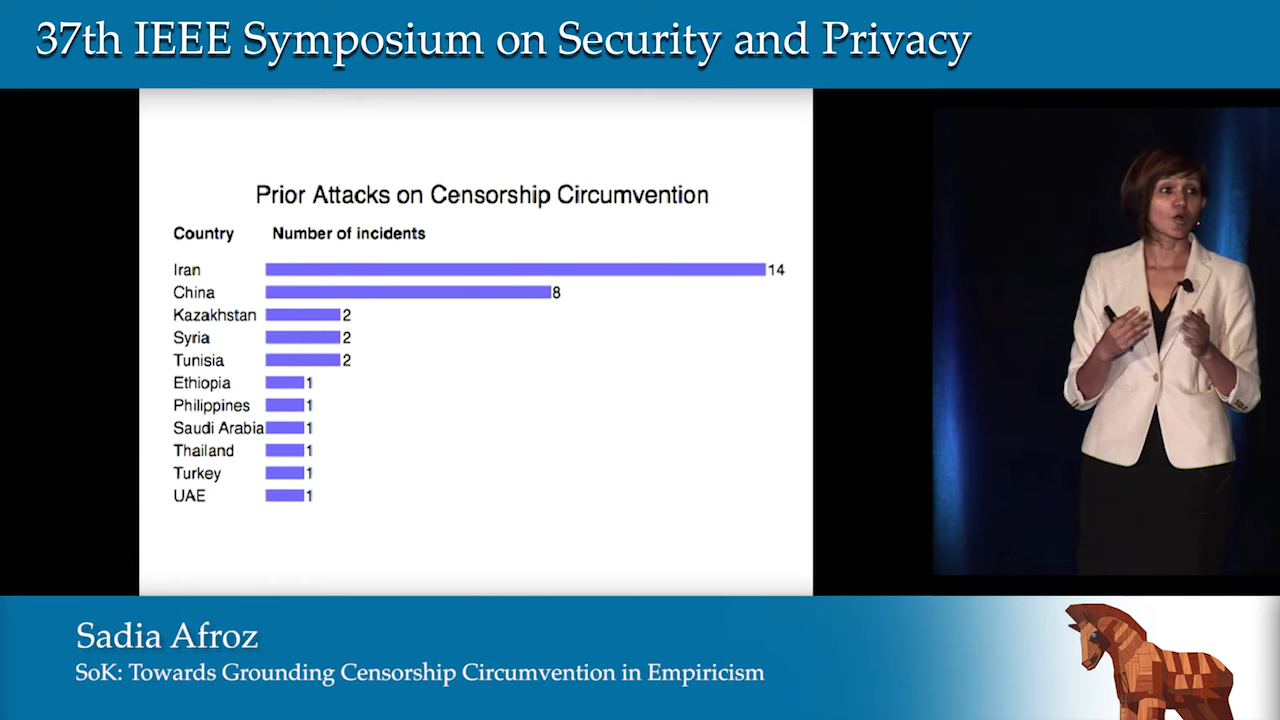 37th IEEE Symposium on Security and Privacy
Prior Attacks on Censorship Circumvention
Country Number of incidents
Iran 14
China 8
Kazakhstan 2
Syria 2
Tunisia 2
Ethiopia 1
Philippines 1
Saudi Arabia 1
Thailand 1
Turkey 1
UAE 1
Sadia Afroz
SoK: Towards Grounding Censorship Circumvention in Empiricism